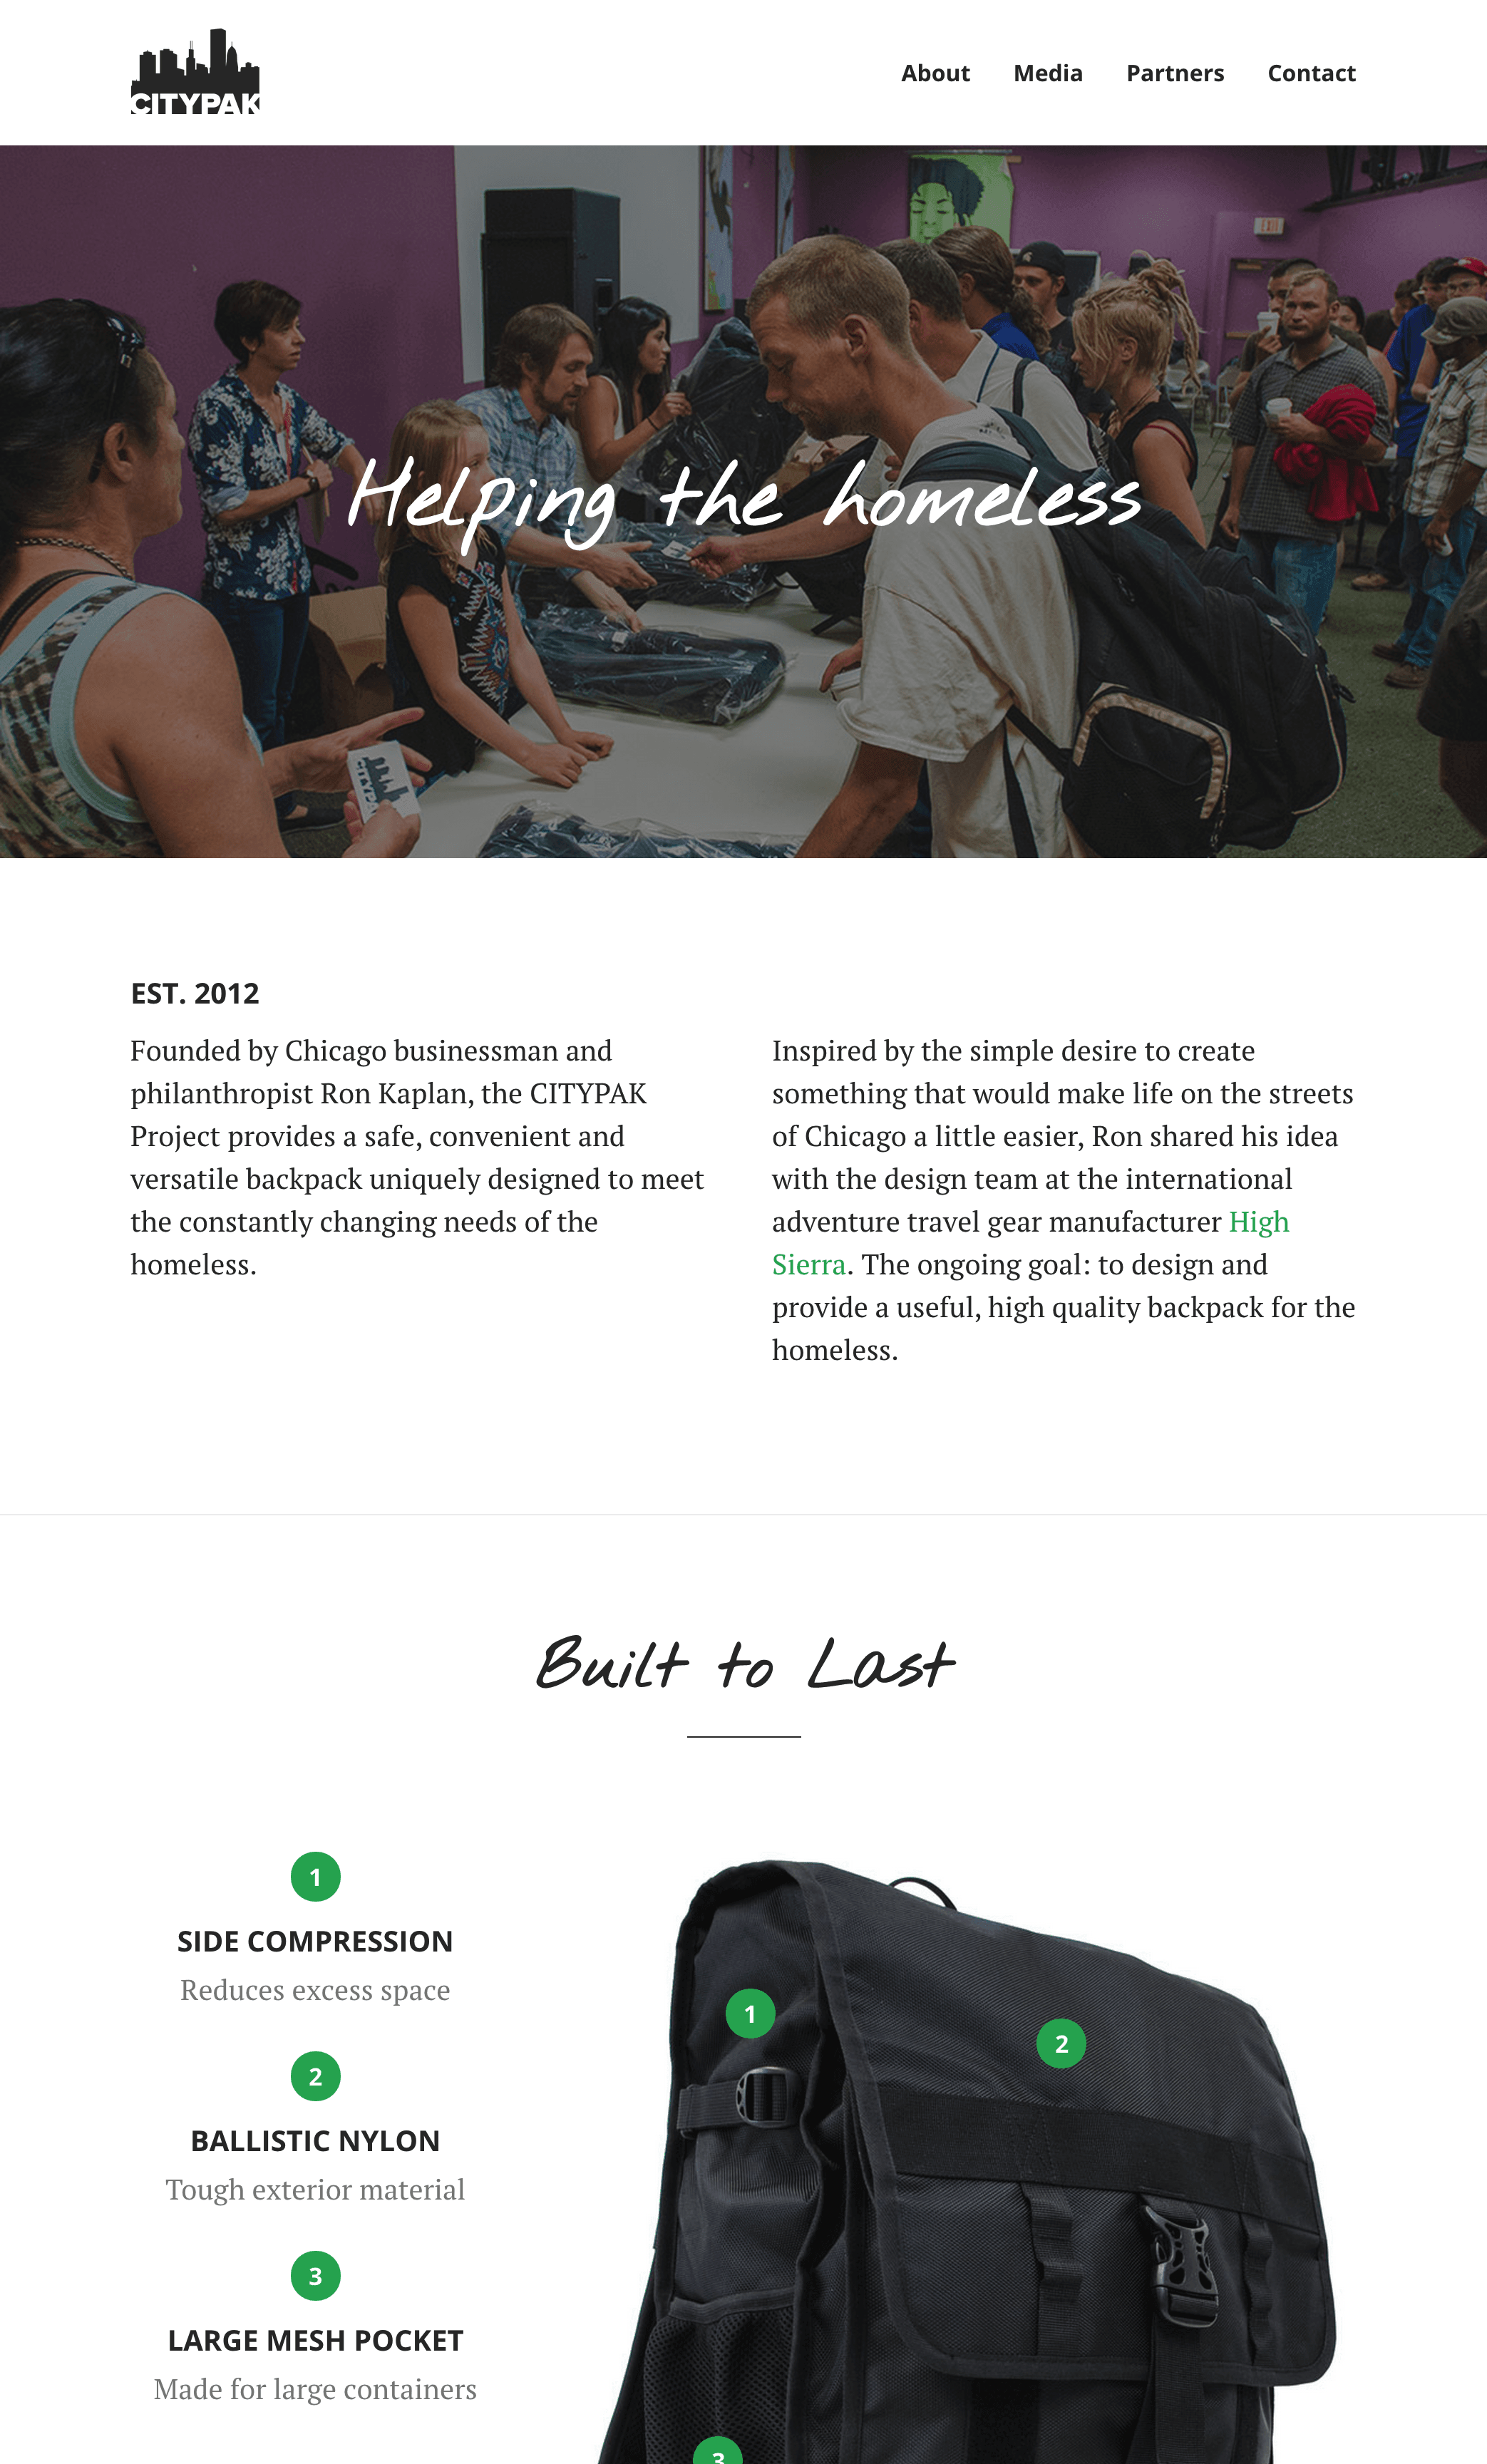 CITYPAK
About Media Partners Contact
EXIT
Helping the homeless
CITYPAK
EST. 2012
Founded by Chicago businessman and
philanthropist Ron Kaplan, the CITYPAK
Project provides a safe, convenient and
versatile backpack uniquely designed to meet
the constantly changing needs of the
homeless.
Inspired by the simple desire to create
something that would make life on the streets
of Chicago a little easier, Ron shared his idea
with the design team at the international
adventure travel gear manufacturer High
Sierra. The ongoing goal: to design and
provide a useful, high quality backpack for the
homeless.
Built to Last
1
SIDE COMPRESSION
Reduces excess space
2
BALLISTIC NYLON
Tough exterior material
3
LARGE MESH POCKET
Made for large containers
1
2
3